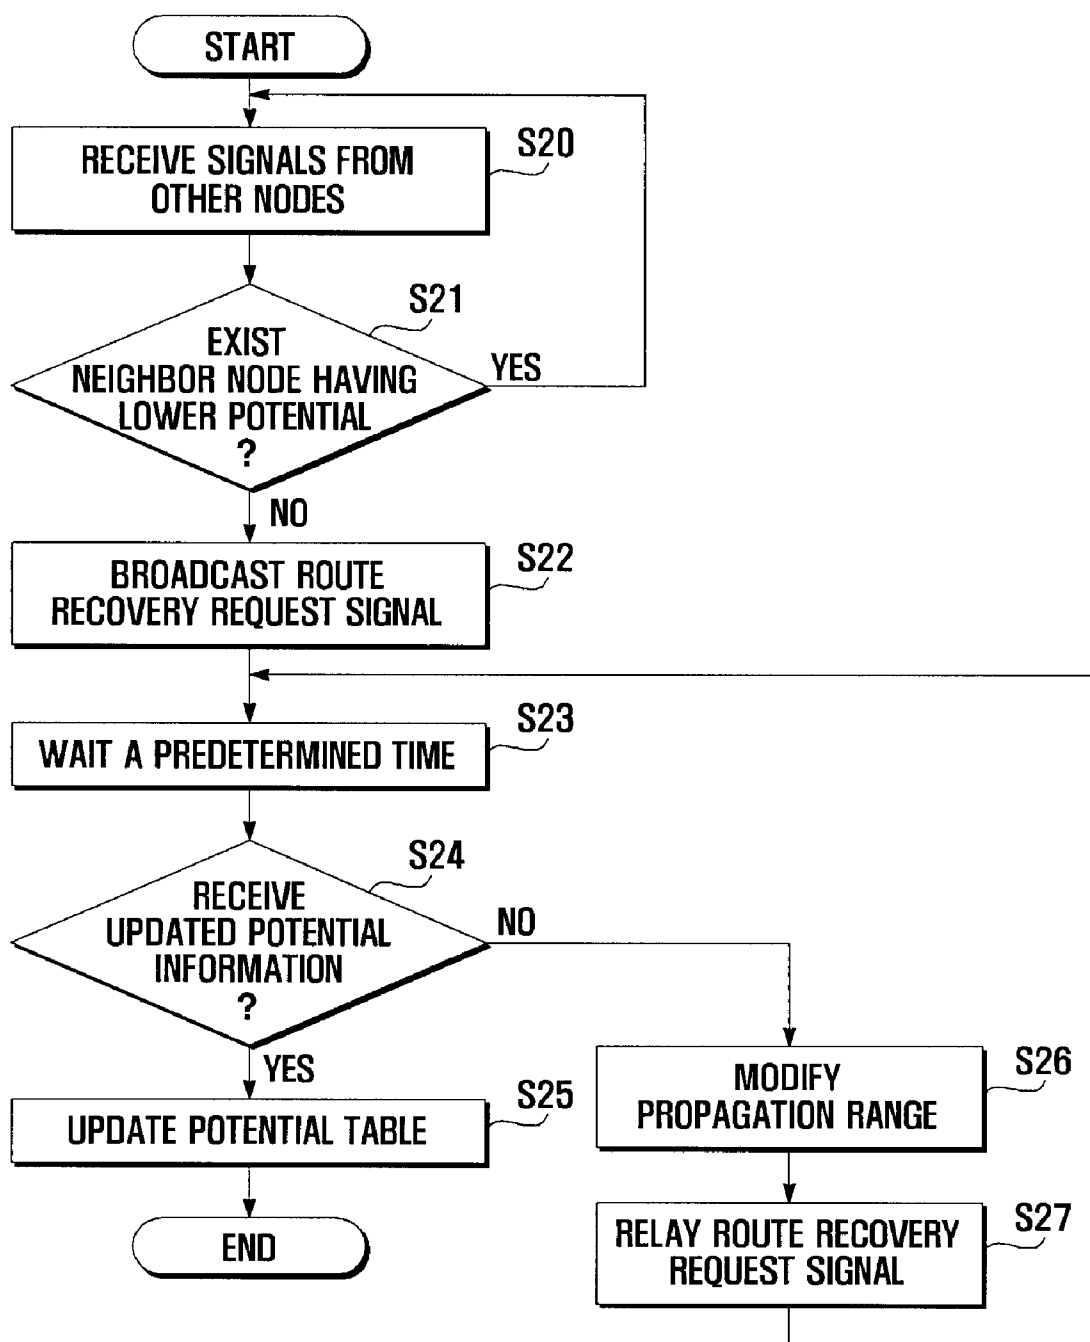 START
S20
RECEIVE SIGNALS FROM
OTHER NODES
S21
EXIST
NEIGHBOR NODE HAVING
LOWER POTENTIAL
?
YES
NO
S22
BROADCAST ROUTE
RECOVERY REQUEST SIGNAL
S23
WAIT A PREDETERMINED TIME
S24
RECEIVE
UPDATED POTENTIAL
INFORMATION
?
NO
YES
S25
UPDATE POTENTIAL TABLE
S26
MODIFY
PROPAGATION RANGE
END
S27
RELAY ROUTE RECOVERY
REQUEST SIGNAL